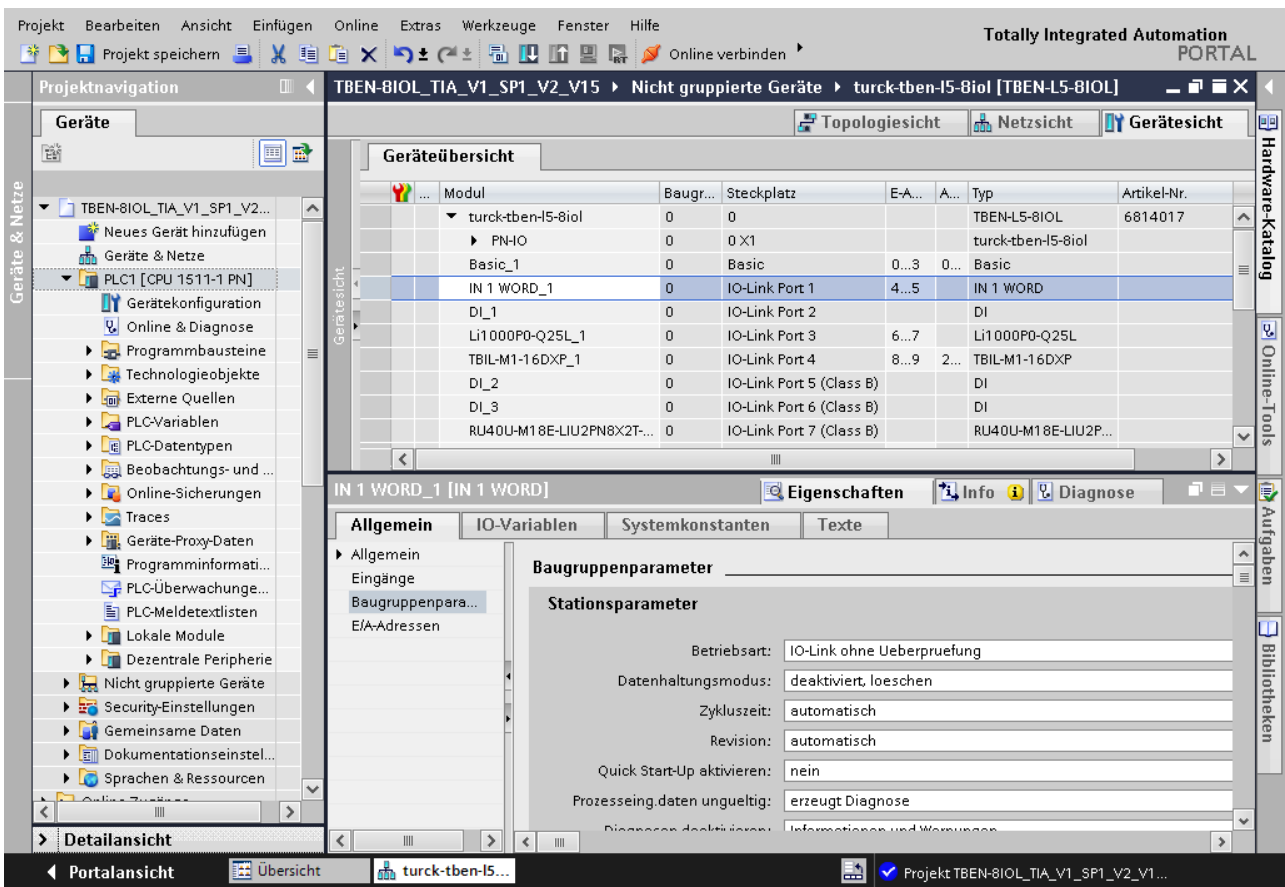 Projekt Bearbeiten Ansicht Einfügen Online Extras Werkzeuge Fenster Hilfe
Totally Integrated Automation
PORTAL
Projekt speichern
Online verbinden
Projektnavigation
TBEN-8IOL_TIA_V1_SP1_V2_V15 Nicht gruppierte Geräte turck-tben-l5-8iol [TBEN-L5-8IOL]
Geräte
Topologiesicht Netzsicht Gerätesicht
Geräteübersicht
... Modul Baugr... Steckplatz E-A... A... Typ Artikel-Nr.
turck-tben-l5-8iol 0 0 TBEN-L5-8IOL 6814017
PN-IO 0 0 X1 turck-tben-l5-8iol
Basic_1 0 Basic 0...3 0... Basic
IN 1 WORD_1 0 IO-Link Port 1 4...5 IN 1 WORD
DI_1 0 IO-Link Port 2 DI
Li1000P0-Q25L_1 0 IO-Link Port 3 6...7 Li1000P0-Q25L
TBIL-M1-16DXP_1 0 IO-Link Port 4 8...9 2... TBIL-M1-16DXP
DI_2 0 IO-Link Port 5 (Class B) DI
DI_3 0 IO-Link Port 6 (Class B) DI
RU40U-M18E-LIU2PN8X2T-... 0 IO-Link Port 7 (Class B) RU40U-M18E-LIU2P...
TBEN-8IOL_TIA_V1_SP1_V2...
Neues Gerät hinzufügen
Geräte & Netze
PLC1 [CPU 1511-1 PN]
Gerätekonfiguration
Online & Diagnose
Programmbausteine
Technologieobjekte
Externe Quellen
PLC-Variablen
PLC-Datentypen
Beobachtungs- und ...
Online-Sicherungen
Traces
Geräte-Proxy-Daten
Programminformati...
PLC-Überwachunge...
PLC-Meldetextlisten
Lokale Module
Dezentrale Peripherie
Nicht gruppierte Geräte
Security-Einstellungen
Gemeinsame Daten
Dokumentationseinstel...
Sprachen & Ressourcen
Online-Zugänge
Detailansicht
Geräte & Netze
Gerätesicht
IN 1 WORD_1 [IN 1 WORD]
Eigenschaften Info Diagnose
Allgemein IO-Variablen Systemkonstanten Texte
Allgemein
Eingänge
Baugruppenpara...
E/A-Adressen
Baugruppenparameter
Stationsparameter
Betriebsart: IO-Link ohne Ueberpruefung
Datenhaltungsmodus: deaktiviert, loeschen
Zykluszeit: automatisch
Revision: automatisch
Quick Start-Up aktivieren: nein
Prozesseing.daten ungueltig: erzeugt Diagnose
Diagnosen deaktivieren: Informationen und Warnungen
Hardware-Katalog
Online-Tools
Aufgaben
Bibliotheken
Portalansicht Übersicht turck-tben-l5... Projekt TBEN-8IOL_TIA_V1_SP1_V2_V1...